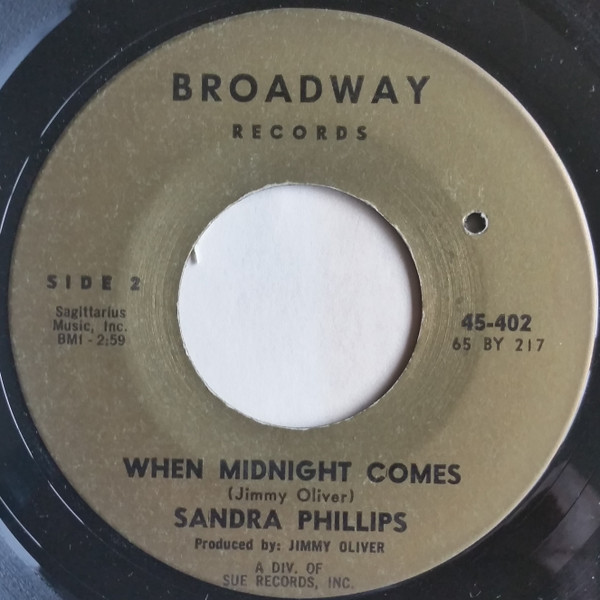 BROADWAY
RECORDS
SIDE 2
Sagittarius
Music, Inc.
BMI - 2:59
45-402
65 BY 217
WHEN MIDNIGHT COMES
(Jimmy Oliver)
SANDRA PHILLIPS
Produced by: JIMMY OLIVER
A DIV. OF
SUE RECORDS, INC.